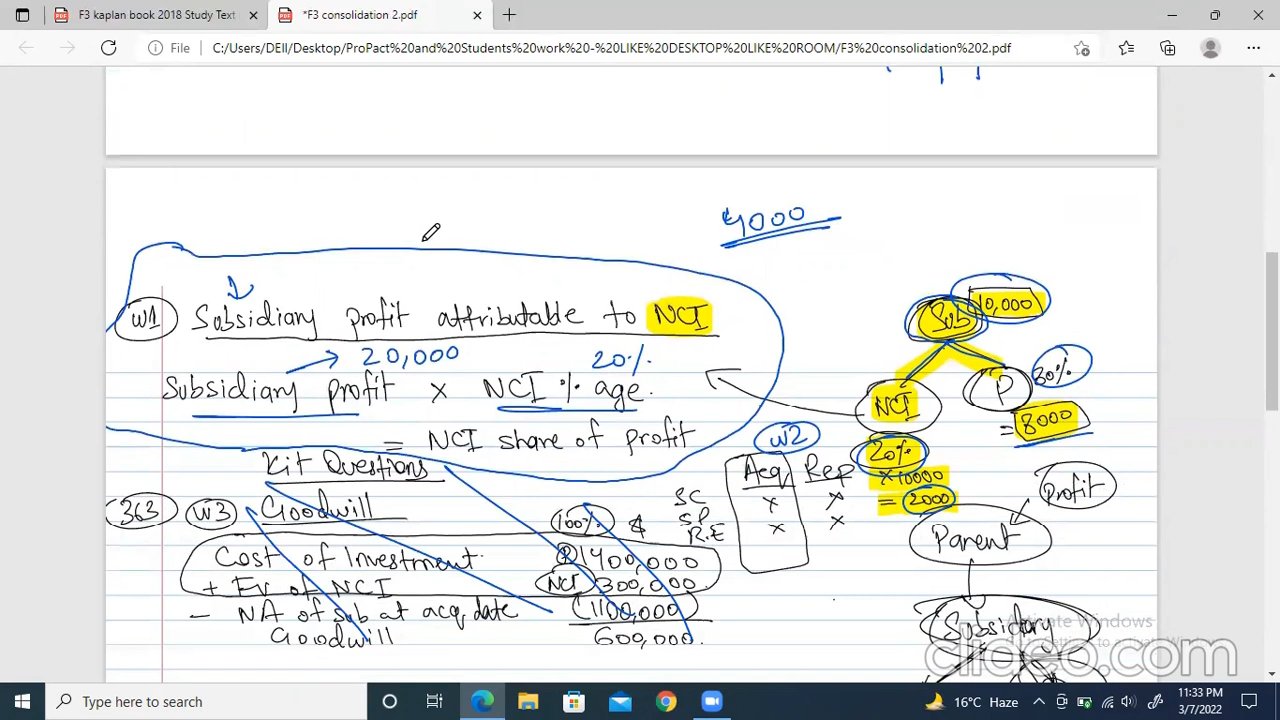 F3 kaplan book 2018 Study Text
*F3 consolidation 2.pdf
File
C:/Users/DEll/Desktop/ProPact%20and%20Students%20work%20-%20LIKE%20DESKTOP%20LIKE%20ROOM/F3%20consolidation%202.pdf
4000
W1 Subsidiary profit attributable to NCI
20,000 20%
Subsidiary profit × NCI % age.
= NCI share of profit
Sub 10,000
NCI P 80%
= 8000
20%
×10000
= 2000
W2
Acq Rep
SC x x
SP
R.E x x
Profit
Parent
Subsidiary
Kit Questions
363 W3 Goodwill 100% $
Cost of Investment P 1400,000
+ FV of NCI NCI 300,000
- NA of sub at acq date (1100,000)
Goodwill 600,000.
Activate Windows
clideo.com
Type here to search
16°C Haze
11:33 PM
3/7/2022